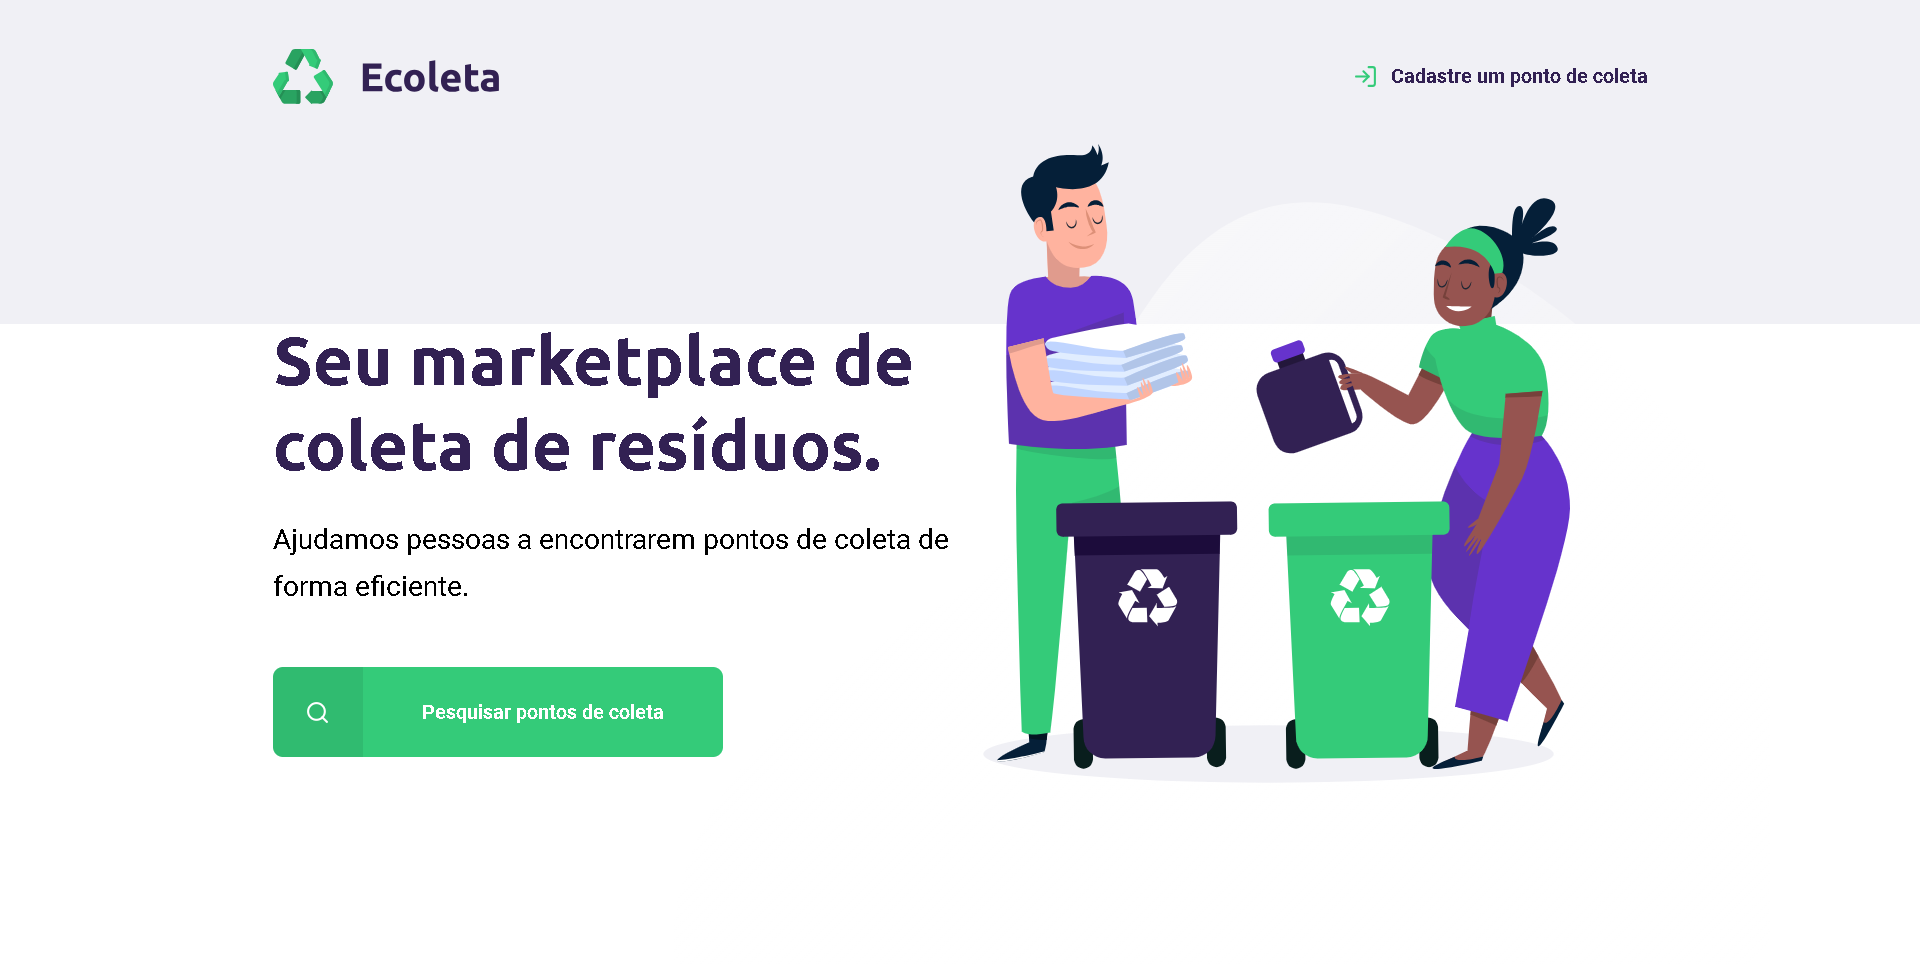 Ecoleta
Cadastre um ponto de coleta
Seu marketplace de
coleta de resíduos.
Ajudamos pessoas a encontrarem pontos de coleta de
forma eficiente.
Pesquisar pontos de coleta